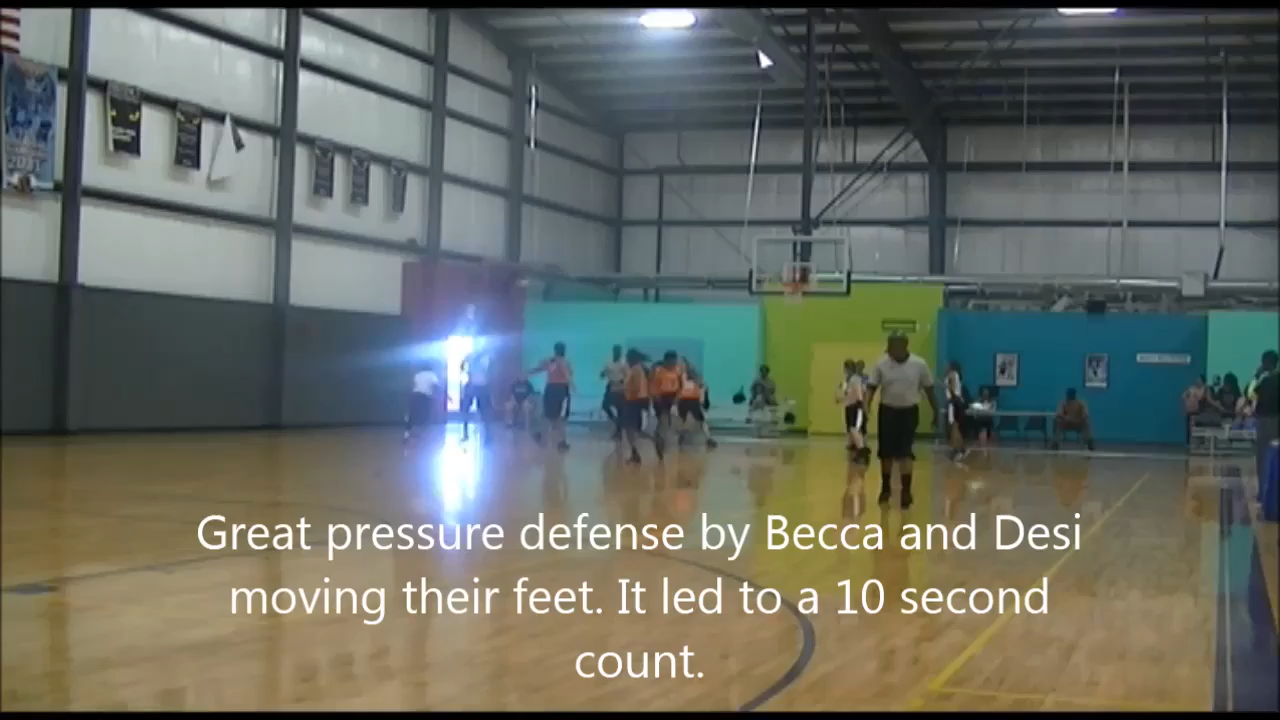 Great pressure defense by Becca and Desi
moving their feet. It led to a 10 second
count.